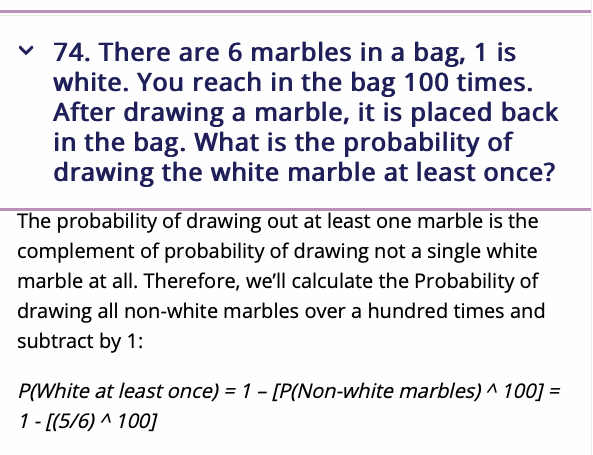 74. There are 6 marbles in a bag, 1 is
white. You reach in the bag 100 times.
After drawing a marble, it is placed back
in the bag. What is the probability of
drawing the white marble at least once?
The probability of drawing out at least one marble is the
complement of probability of drawing not a single white
marble at all. Therefore, we’ll calculate the Probability of
drawing all non-white marbles over a hundred times and
subtract by 1:
P(White at least once) = 1 – [P(Non-white marbles) ^ 100] =
1 - [(5/6) ^ 100]